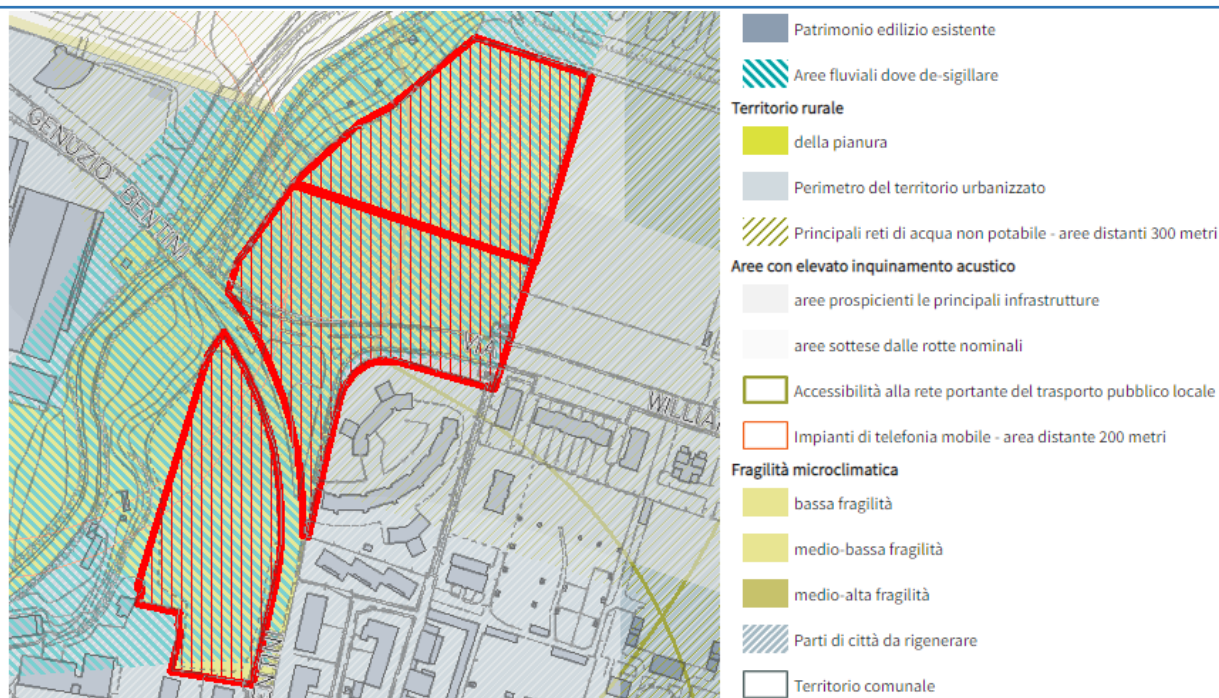 GENUZIO BENTINI
VIA
WILLIA
ENTINI
Patrimonio edilizio esistente
Aree fluviali dove de-sigillare
Territorio rurale
della pianura
Perimetro del territorio urbanizzato
Principali reti di acqua non potabile - aree distanti 300 metri
Aree con elevato inquinamento acustico
aree prospicienti le principali infrastrutture
aree sottese dalle rotte nominali
Accessibilità alla rete portante del trasporto pubblico locale
Impianti di telefonia mobile - area distante 200 metri
Fragilità microclimatica
bassa fragilità
medio-bassa fragilità
medio-alta fragilità
Parti di città da rigenerare
Territorio comunale